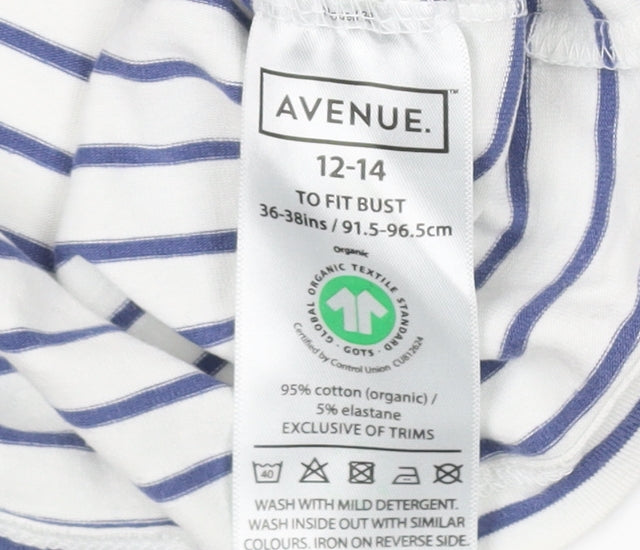 AVENUE.™
12-14
TO FIT BUST
36-38ins / 91.5-96.5cm
Organic
GLOBAL ORGANIC TEXTILE STANDARD · GOTS ·
Certified by Control Union CU812624
95% cotton (organic) /
5% elastane
EXCLUSIVE OF TRIMS
40
WASH WITH MILD DETERGENT.
WASH INSIDE OUT WITH SIMILAR
COLOURS. IRON ON REVERSE SIDE.